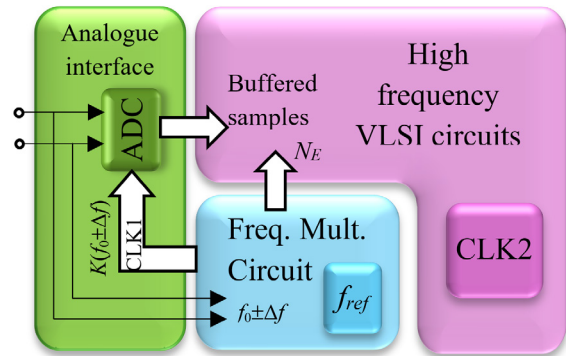 Analogue
interface
ADC
K(f₀±Δf)
CLK1
High
frequency
VLSI circuits
Buffered
samples
N_E
Freq. Mult.
Circuit
f₀±Δf
f_ref
CLK2